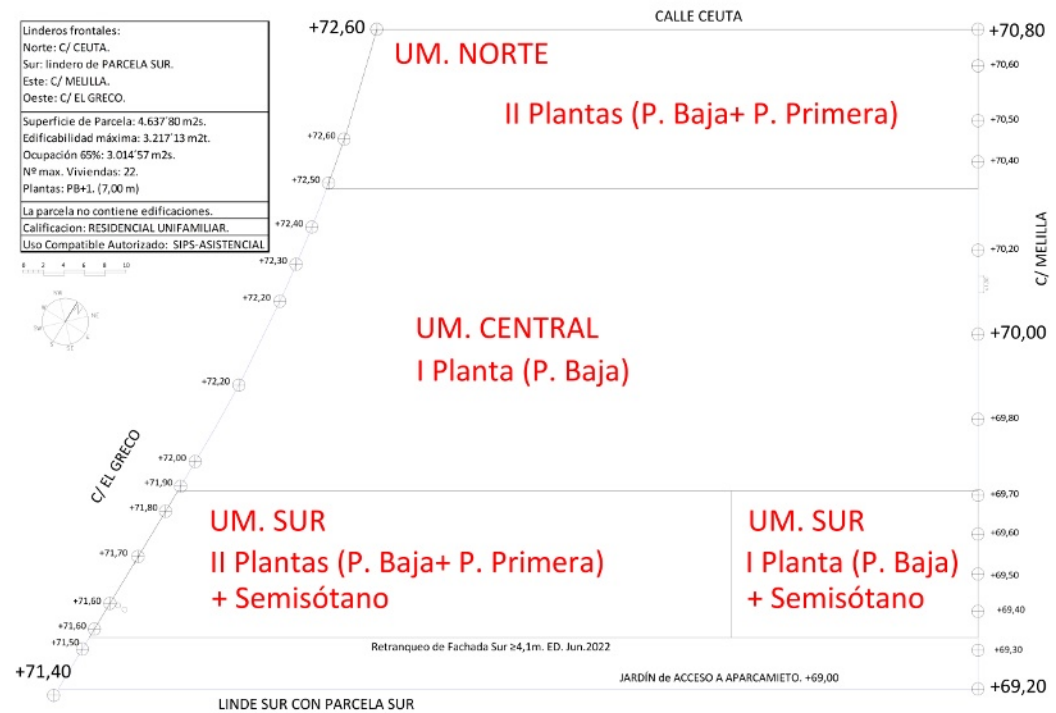 Linderos frontales:
Norte: C/ CEUTA.
Sur: lindero de PARCELA SUR.
Este: C/ MELILLA.
Oeste: C/ EL GRECO.
Superficie de Parcela: 4.637´80 m2s.
Edificabilidad máxima: 3.217´13 m2t.
Ocupación 65%: 3.014´57 m2s.
Nº max. Viviendas: 22.
Plantas: PB+1. (7,00 m)
La parcela no contiene edificaciones.
Calificacion: RESIDENCIAL UNIFAMILIAR.
Uso Compatible Autorizado: SIPS-ASISTENCIAL
0 2 4 6 8 10
CALLE CEUTA
+72,60
+70,80
UM. NORTE
+70,60
II Plantas (P. Baja+ P. Primera)
+70,50
+72,60
+70,40
+72,50
+72,40
+70,20
+72,30
+72,20
C/ MELILLA
UM. CENTRAL
+70,00
I Planta (P. Baja)
+72,20
+69,80
C/ EL GRECO
+72,00
+71,90
+69,70
+71,80
UM. SUR
II Plantas (P. Baja+ P. Primera)
+ Semisótano
UM. SUR
I Planta (P. Baja)
+ Semisótano
+69,60
+71,70
+69,50
+71,60
+69,40
+71,60
+71,50
Retranqueo de Fachada Sur ≥4,1m. ED. Jun.2022
+69,30
+71,40
JARDÍN de ACCESO A APARCAMIETO. +69,00
+69,20
LINDE SUR CON PARCELA SUR